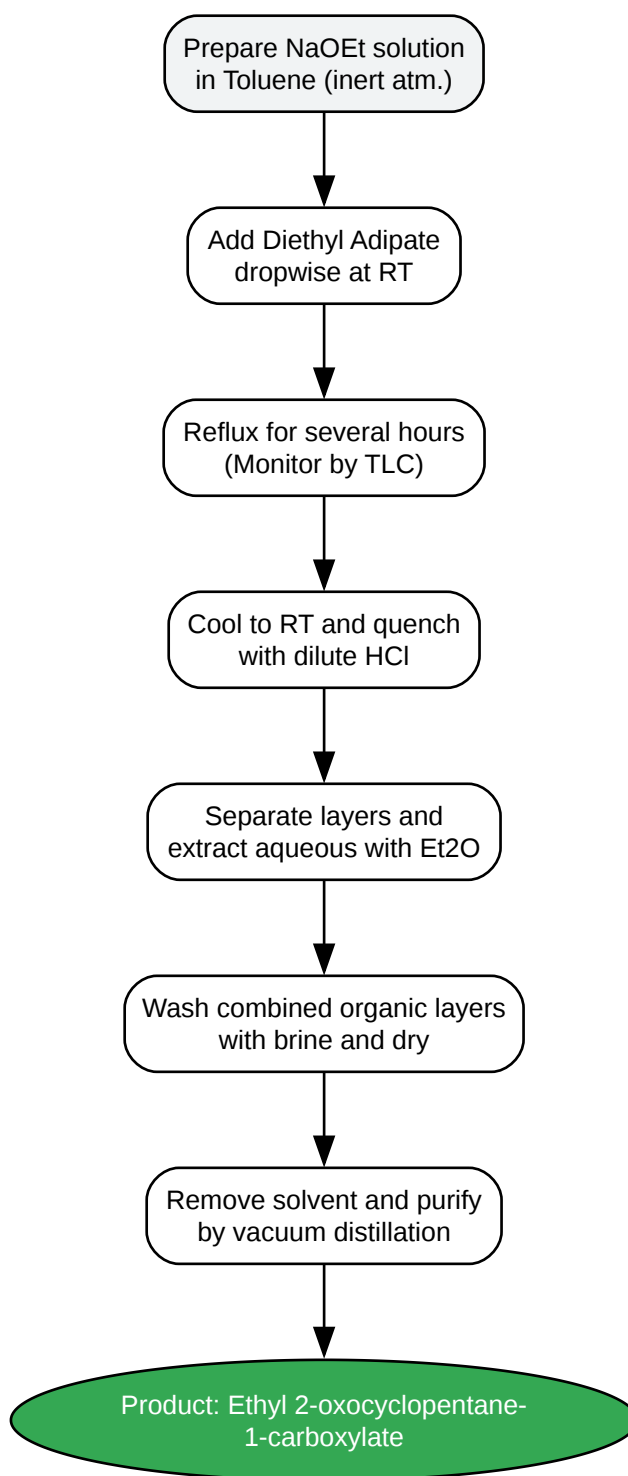 Prepare NaOEt solution
in Toluene (inert atm.)
Add Diethyl Adipate
dropwise at RT
Reflux for several hours
(Monitor by TLC)
Cool to RT and quench
with dilute HCl
Separate layers and
extract aqueous with Et2O
Wash combined organic layers
with brine and dry
Remove solvent and purify
by vacuum distillation
Product: Ethyl 2-oxocyclopentane-
1-carboxylate